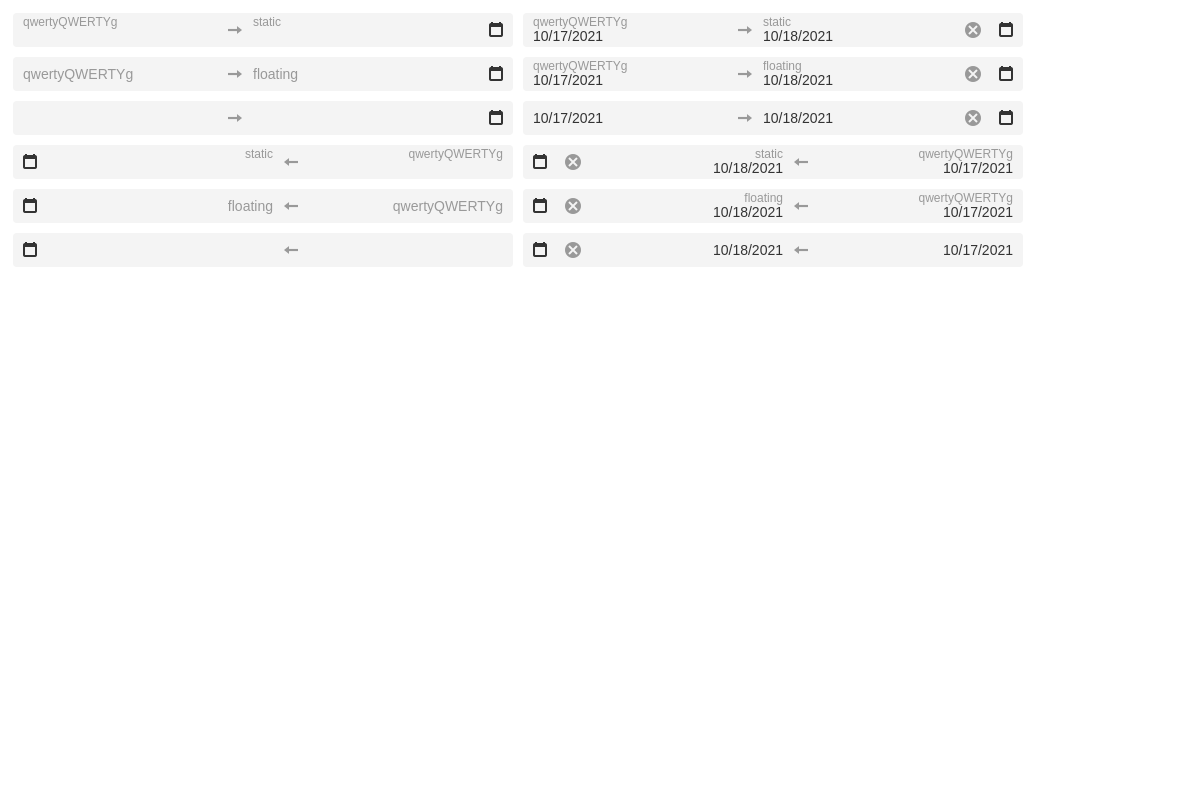 qwertyQWERTYg static qwertyQWERTYg static
10/17/2021 10/18/2021
qwertyQWERTYg floating qwertyQWERTYg floating
10/17/2021 10/18/2021
10/17/2021 10/18/2021
static qwertyQWERTYg static qwertyQWERTYg
10/18/2021 10/17/2021
floating qwertyQWERTYg floating qwertyQWERTYg
10/18/2021 10/17/2021
10/18/2021 10/17/2021